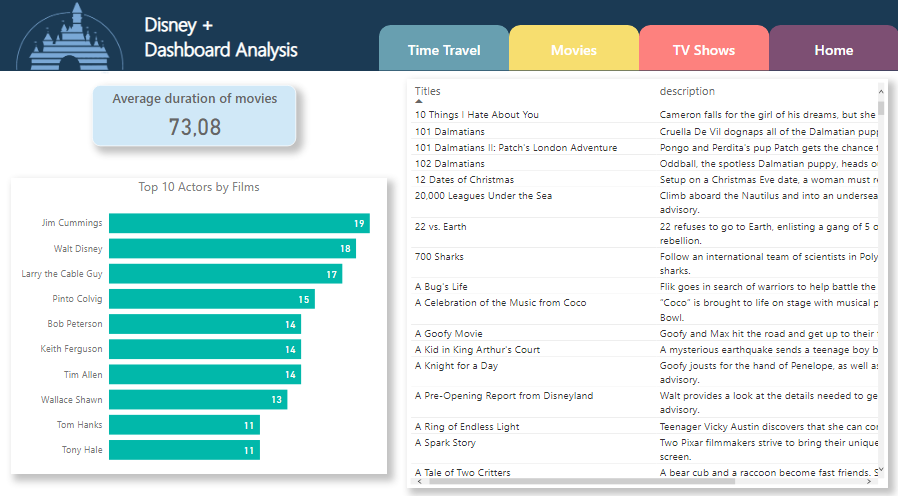 Disney +
Dashboard Analysis
Time Travel
Movies
TV Shows
Home
Average duration of movies
73,08
Top 10 Actors by Films
Jim Cummings 19
Walt Disney 18
Larry the Cable Guy 17
Pinto Colvig 15
Bob Peterson 14
Keith Ferguson 14
Tim Allen 14
Wallace Shawn 13
Tom Hanks 11
Tony Hale 11
Titles description
10 Things I Hate About You Cameron falls for the girl of his dreams, but she
101 Dalmatians Cruella De Vil dognaps all of the Dalmatian
101 Dalmatians II: Patch's London Adventure Pongo and Perdita's pup Patch gets the chance
102 Dalmatians Oddball, the spotless Dalmatian puppy, heads
12 Dates of Christmas Setup on a Christmas Eve date, a woman must
20,000 Leagues Under the Sea Climb aboard the Nautilus and into an
advisory.
22 vs. Earth 22 refuses to go to Earth, enlisting a gang of 5
rebellion.
700 Sharks Follow an international team of scientists in
sharks.
A Bug's Life Flik goes in search of warriors to help battle the
A Celebration of the Music from Coco "Coco" is brought to life on stage with musical
Bowl.
A Goofy Movie Goofy and Max hit the road and get up to their
A Kid in King Arthur's Court A mysterious earthquake sends a teenage boy
A Knight for a Day Goofy jousts for the hand of Penelope, as well
advisory.
A Pre-Opening Report from Disneyland Walt provides a look at the details needed to
advisory.
A Ring of Endless Light Teenager Vicky Austin discovers that she can
A Spark Story Two Pixar filmmakers strive to bring their
screen.
A Tale of Two Critters A bear cub and a raccoon become fast friends.